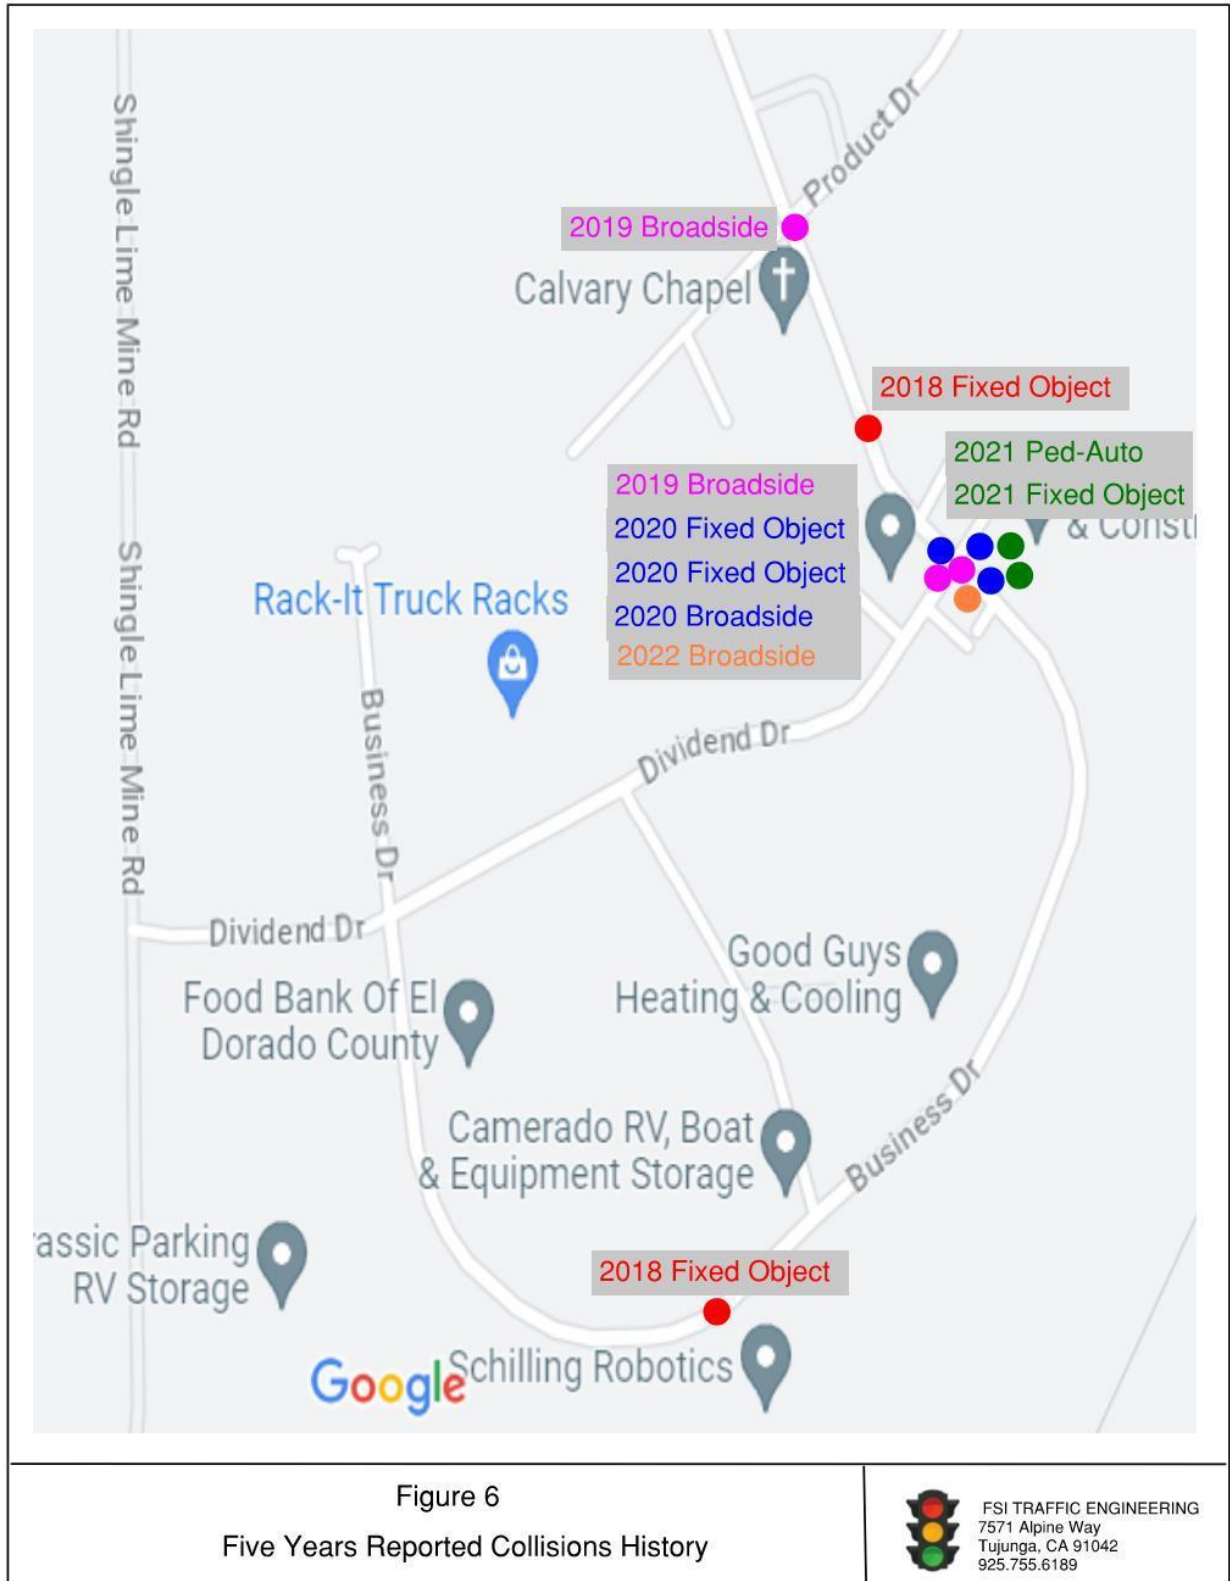 Shingle Lime Mine Rd
Product Dr
2019 Broadside
Calvary Chapel
2018 Fixed Object
2021 Ped-Auto
2021 Fixed Object
& Consti
2019 Broadside
2020 Fixed Object
2020 Fixed Object
2020 Broadside
2022 Broadside
Shingle Lime Mine Rd
Rack-It Truck Racks
Business Dr
Dividend Dr
Dividend Dr
Good Guys
Heating & Cooling
Food Bank Of El
Dorado County
Camerado RV, Boat
& Equipment Storage
Business Dr
rassic Parking
RV Storage
2018 Fixed Object
Schilling Robotics
Google
Figure 6
Five Years Reported Collisions History
FSI TRAFFIC ENGINEERING
7571 Alpine Way
Tujunga, CA 91042
925.755.6189